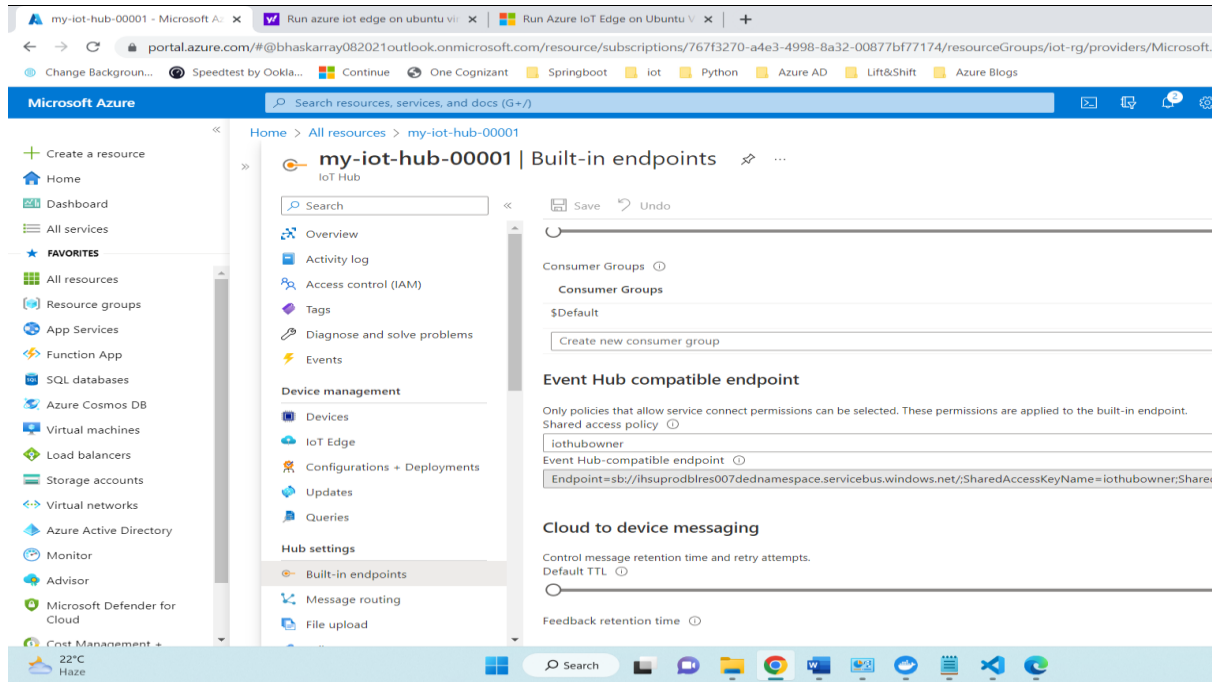 my-iot-hub-00001 - Microsoft Az
Run azure iot edge on ubuntu vi
Run Azure IoT Edge on Ubuntu V
portal.azure.com/#@bhaskarray082021outlook.onmicrosoft.com/resource/subscriptions/767f3270-a4e3-4998-8a32-00877bf77174/resourceGroups/iot-rg/providers/Microsoft.
Change Backgroun...
Speedtest by Ookla...
Continue
One Cognizant
Springboot
iot
Python
Azure AD
Lift&Shift
Azure Blogs
Microsoft Azure
Search resources, services, and docs (G+/)
2
Create a resource
Home
Dashboard
All services
FAVORITES
All resources
Resource groups
App Services
Function App
SQL databases
Azure Cosmos DB
Virtual machines
Load balancers
Storage accounts
Virtual networks
Azure Active Directory
Monitor
Advisor
Microsoft Defender for
Cloud
Cost Management +
Home > All resources > my-iot-hub-00001
my-iot-hub-00001 | Built-in endpoints
IoT Hub
Search
Overview
Activity log
Access control (IAM)
Tags
Diagnose and solve problems
Events
Device management
Devices
IoT Edge
Configurations + Deployments
Updates
Queries
Hub settings
Built-in endpoints
Message routing
File upload
Save
Undo
Consumer Groups
Consumer Groups
$Default
Create new consumer group
Event Hub compatible endpoint
Only policies that allow service connect permissions can be selected. These permissions are applied to the built-in endpoint.
Shared access policy
iothubowner
Event Hub-compatible endpoint
Endpoint=sb://ihsuprodblres007dednamespace.servicebus.windows.net/;SharedAccessKeyName=iothubowner;Shared
Cloud to device messaging
Control message retention time and retry attempts.
Default TTL
Feedback retention time
22°C
Haze
Search